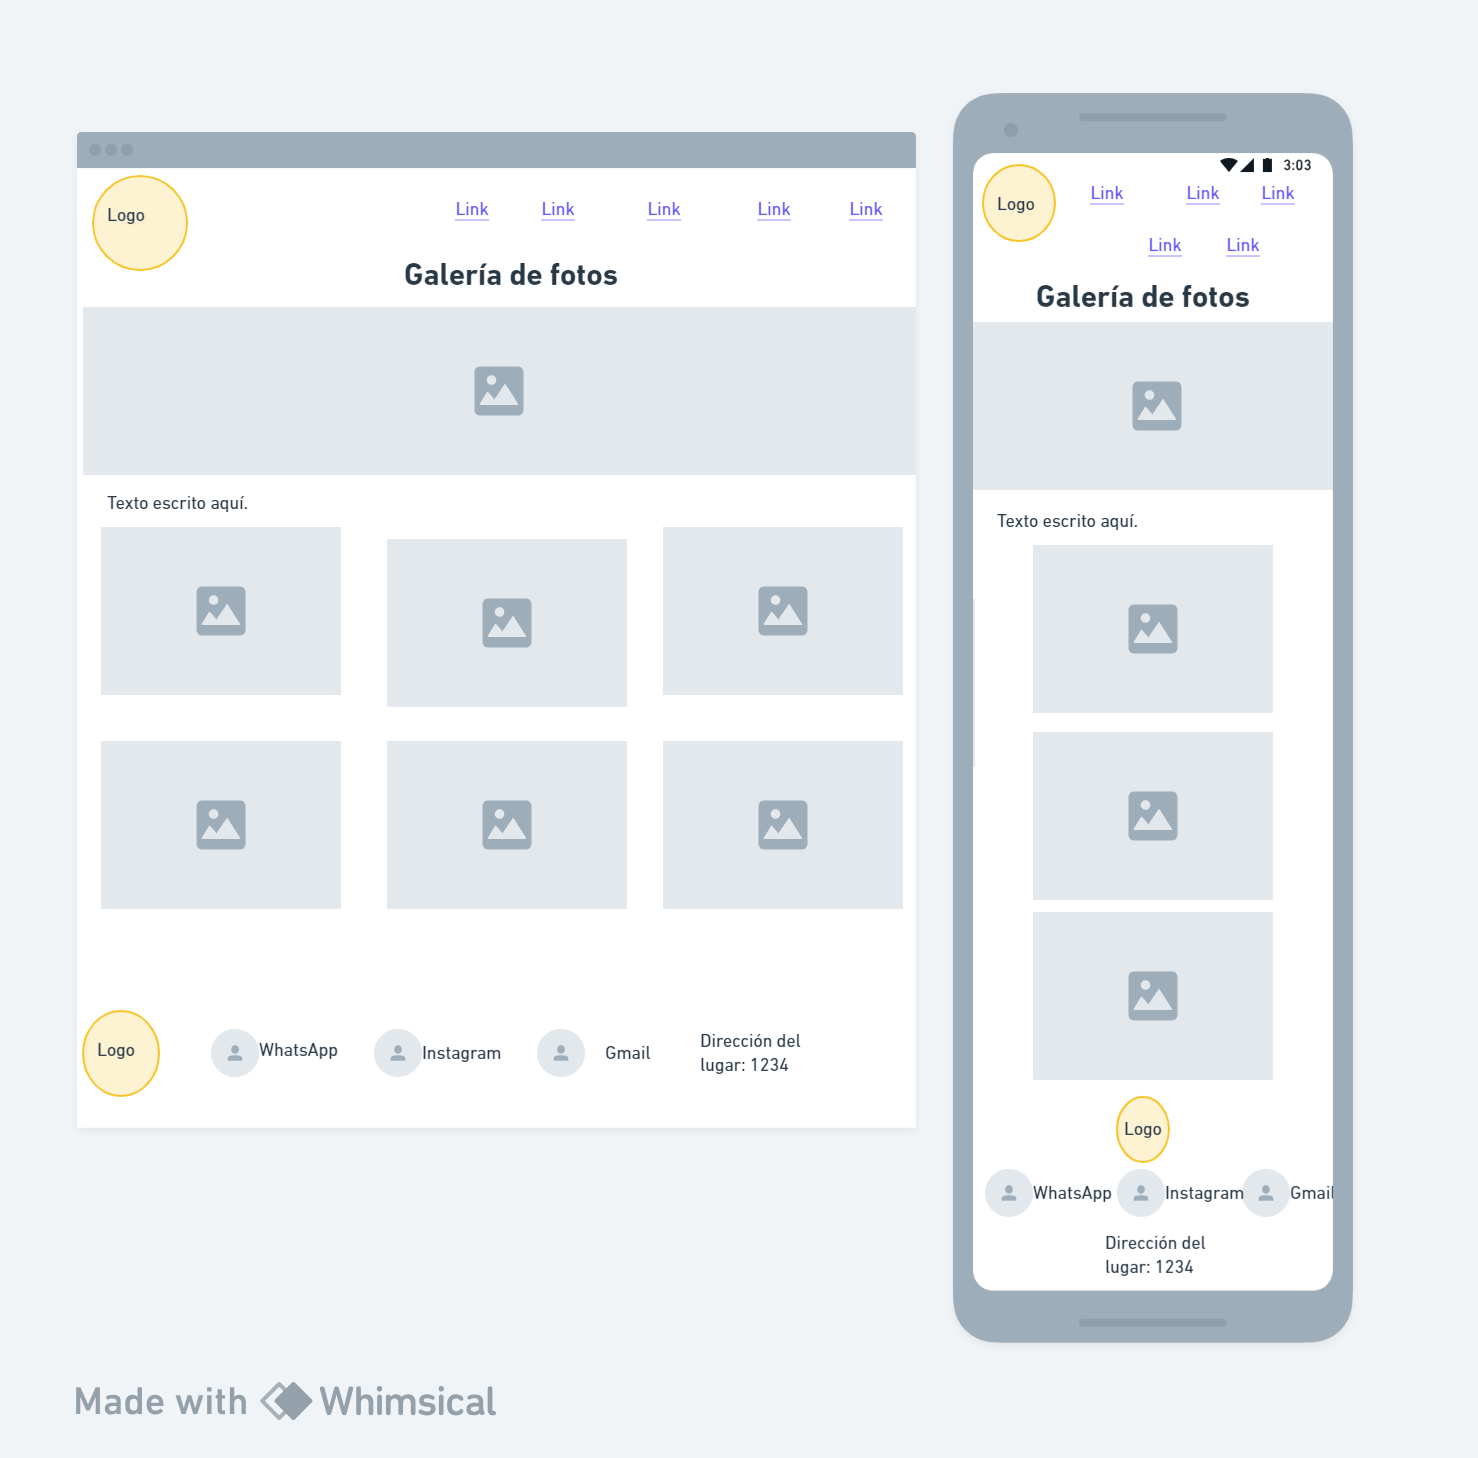 Logo
Link Link Link Link Link
Galería de fotos
Texto escrito aquí.
Logo
WhatsApp
Instagram
Gmail
Dirección del
lugar: 1234
3:03
Logo
Link Link Link
Link Link
Galería de fotos
Texto escrito aquí.
Logo
WhatsApp
Instagram
Gmail
Dirección del
lugar: 1234
Made with Whimsical